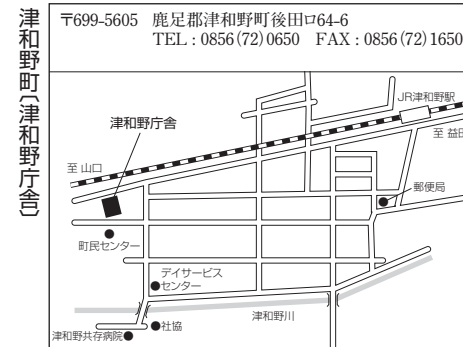 津和野町〔津和野庁舎〕
〒699-5605 鹿足郡津和野町後田ロ64-6
TEL : 0856(72)0650 FAX : 0856(72)1650
JR津和野駅
津和野庁舎
至 益田
至 山口
郵便局
町民センター
デイサービス
センター
津和野川
社協
津和野共存病院